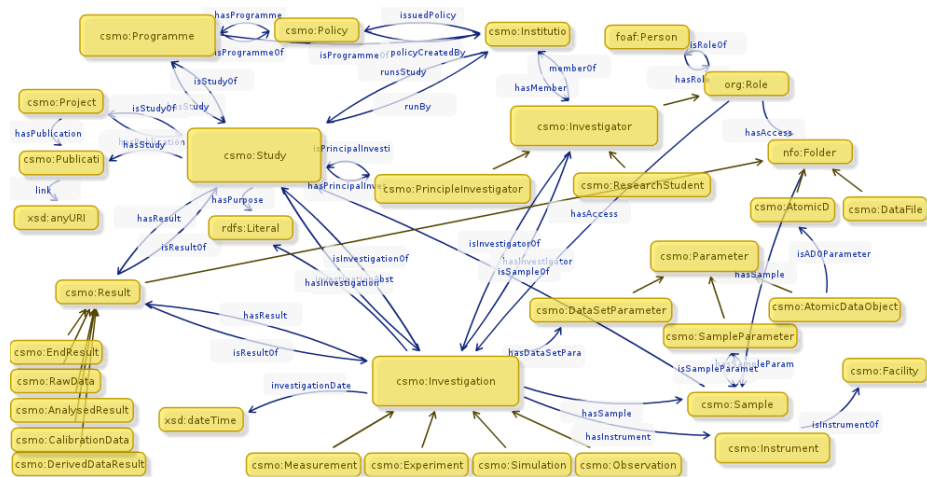 hasProgramme
issuedPolicy
csmo:Programme
csmo:Policy
csmo:Institutio
foaf:Person
isProgrammeOf
policyCreatedBy
isProgrammeOf
isRoleOf
runsStudy
memberOf
hasRole
isStudyOf
hasMember
org:Role
csmo:Project
isStudyOf
hasStudy
runBy
hasAccess
hasPublication
hasPublication
csmo:Investigator
hasStudy
csmo:Study
isPrincipalInvesti
nfo:Folder
csmo:Publicati
hasPrincipalInves
csmo:PrincipleInvestigator
csmo:ResearchStudent
link
hasPurpose
csmo:AtomicD
csmo:DataFile
xsd:anyURI
hasResult
rdfs:Literal
hasAccess
isResultOf
isInvestigatorOf
isInvestigationOf
hasInvestigator
isADOParameter
csmo:Parameter
isSampleOf
hasSample
hasInvestigation
csmo:Result
csmo:DataSetParameter
csmo:AtomicDataObject
hasResult
csmo:SampleParameter
csmo:EndResult
isResultOf
hasDataSetPara
hasSampleParam
isSampleParamet
csmo:RawData
csmo:Investigation
csmo:Facility
investigationDate
csmo:Sample
csmo:AnalysedResult
hasSample
xsd:dateTime
isInstrumentOf
csmo:CalibrationData
hasInstrument
csmo:Instrument
csmo:DerivedDataResult
csmo:Measurement
csmo:Experiment
csmo:Simulation
csmo:Observation